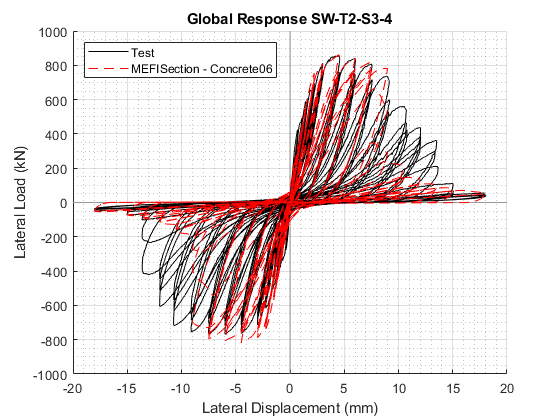 Global Response SW-T2-S3-4
1000
800
600
400
200
0
-200
-400
-600
-800
-1000
Lateral Load (kN)
Test
MEFISection - Concrete06
-20 -15 -10 -5 0 5 10 15 20
Lateral Displacement (mm)